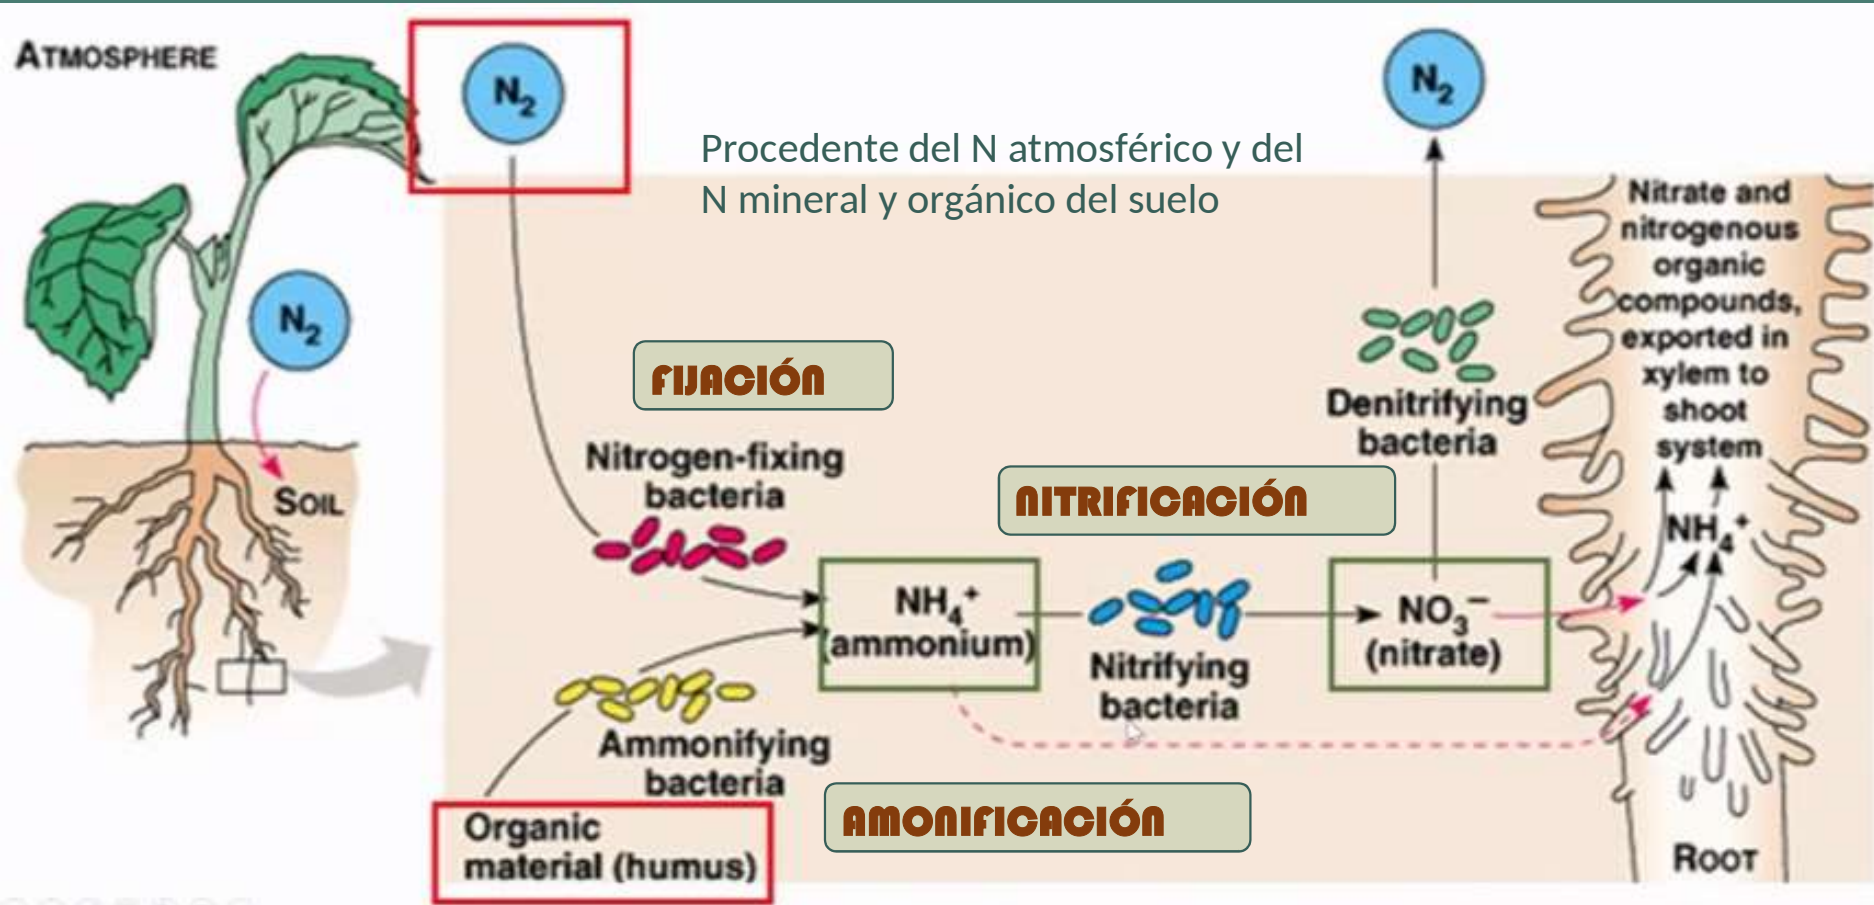 ATMOSPHERE
N₂
N₂
Procedente del N atmosférico y del
N mineral y orgánico del suelo
N₂
SOIL
FIJACIÓN
Nitrogen-fixing
bacteria
Ammonifying
bacteria
Organic
material (humus)
AMONIFICACIÓN
NH₄⁺
(ammonium)
NITRIFICACIÓN
Nitrifying
bacteria
Denitrifying
bacteria
NO₃⁻
(nitrate)
Nitrate and
nitrogenous
organic
compounds,
exported in
xylem to
shoot
system
NH₄⁺
ROOT